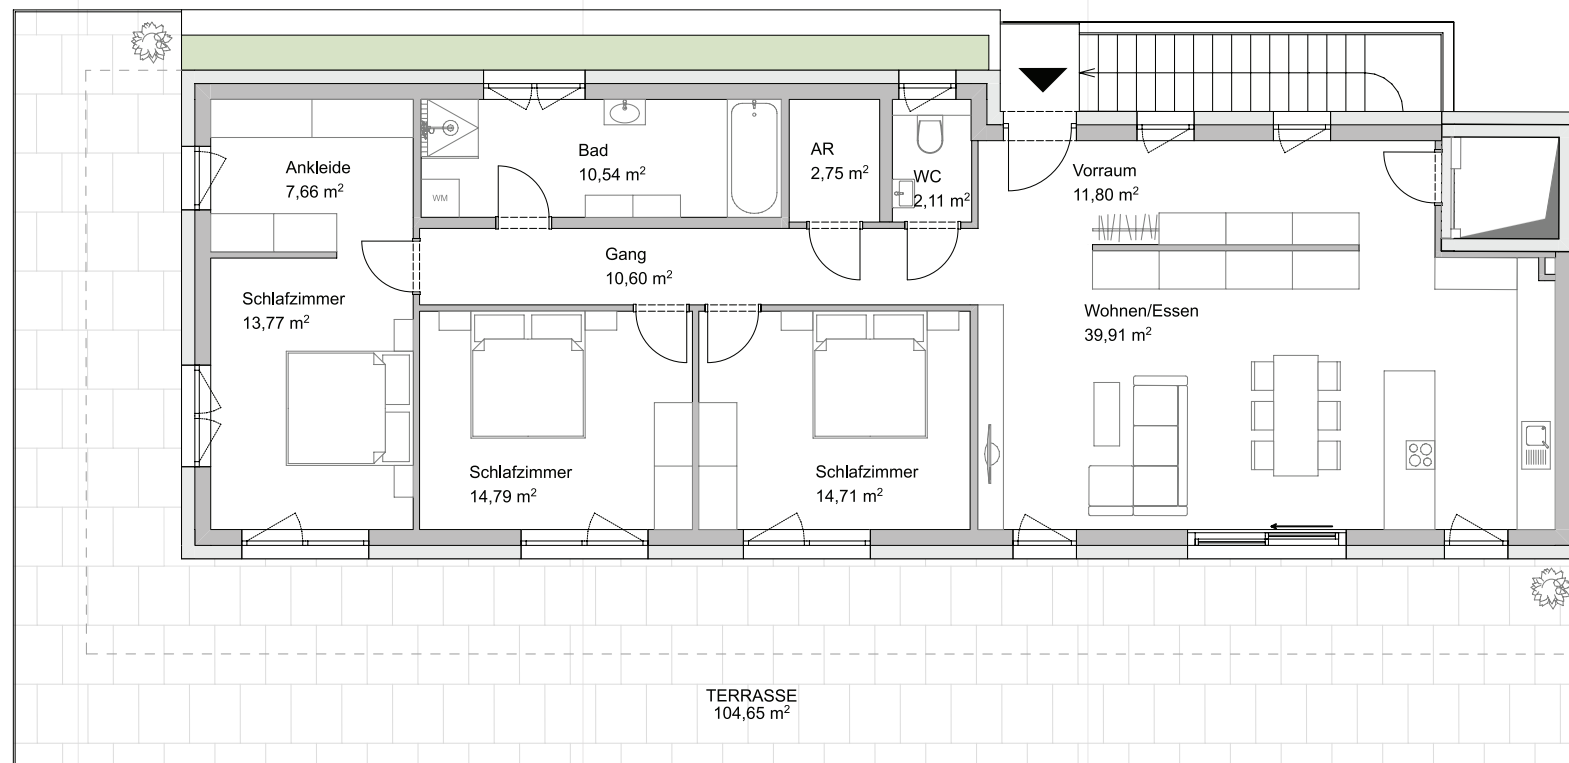 Ankleide
7,66 m²
Bad
10,54 m²
WM
AR
2,75 m²
WC
2,11 m²
Vorraum
11,80 m²
Gang
10,60 m²
Schlafzimmer
13,77 m²
Wohnen/Essen
39,91 m²
Schlafzimmer
14,79 m²
Schlafzimmer
14,71 m²
TERRASSE
104,65 m²